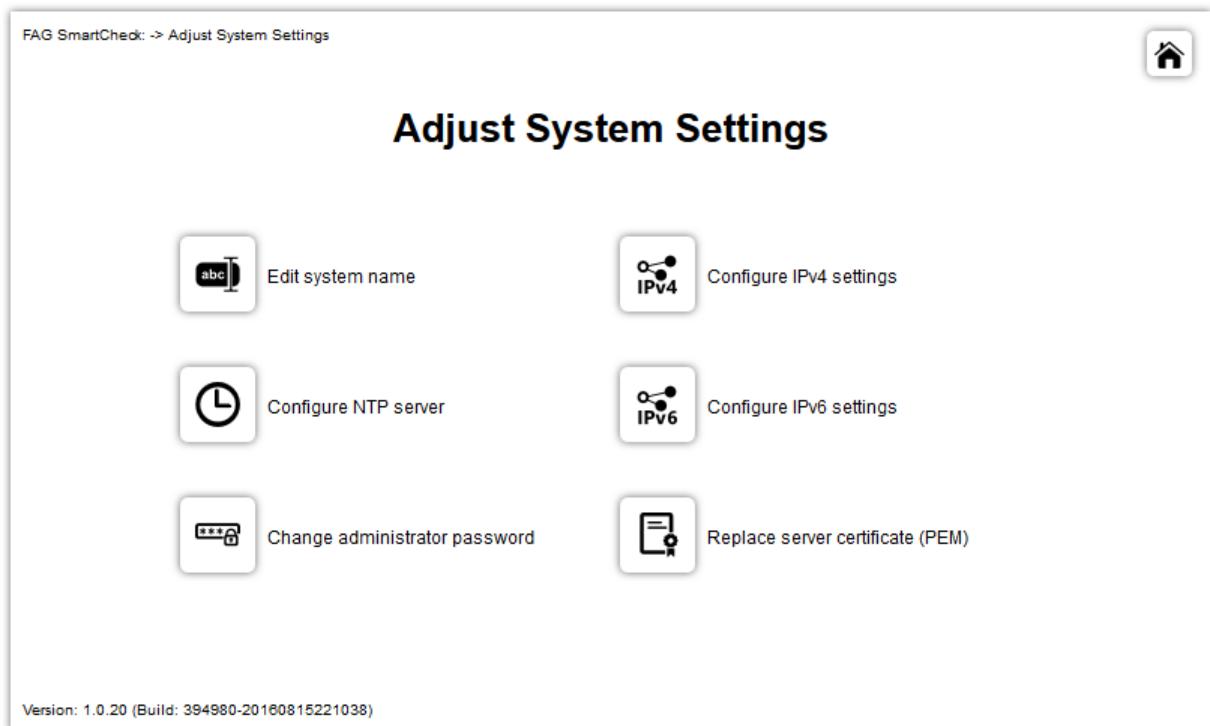 FAG SmartCheck: -> Adjust System Settings
Adjust System Settings
abc
Edit system name
IPv4
Configure IPv4 settings
Configure NTP server
IPv6
Configure IPv6 settings
***
Change administrator password
Replace server certificate (PEM)
Version: 1.0.20 (Build: 394980-20160815221038)